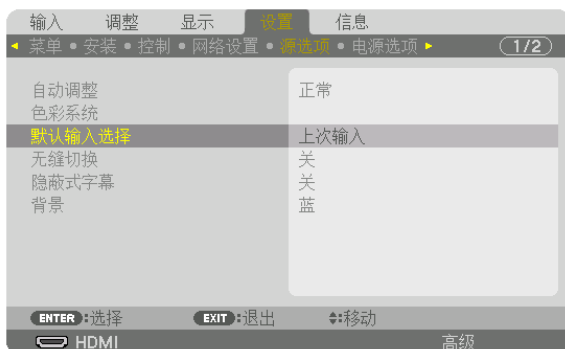 输入 调整 显示 设置 信息
◀ 菜单 ● 安装 ● 控制 ● 网络设置 ● 源选项 ● 电源选项 ▶ 1/2
自动调整 正常
色彩系统
默认输入选择 上次输入
无缝切换 关
隐蔽式字幕 关
背景 蓝
ENTER :选择 EXIT :退出 ◆:移动
HDMI 高级